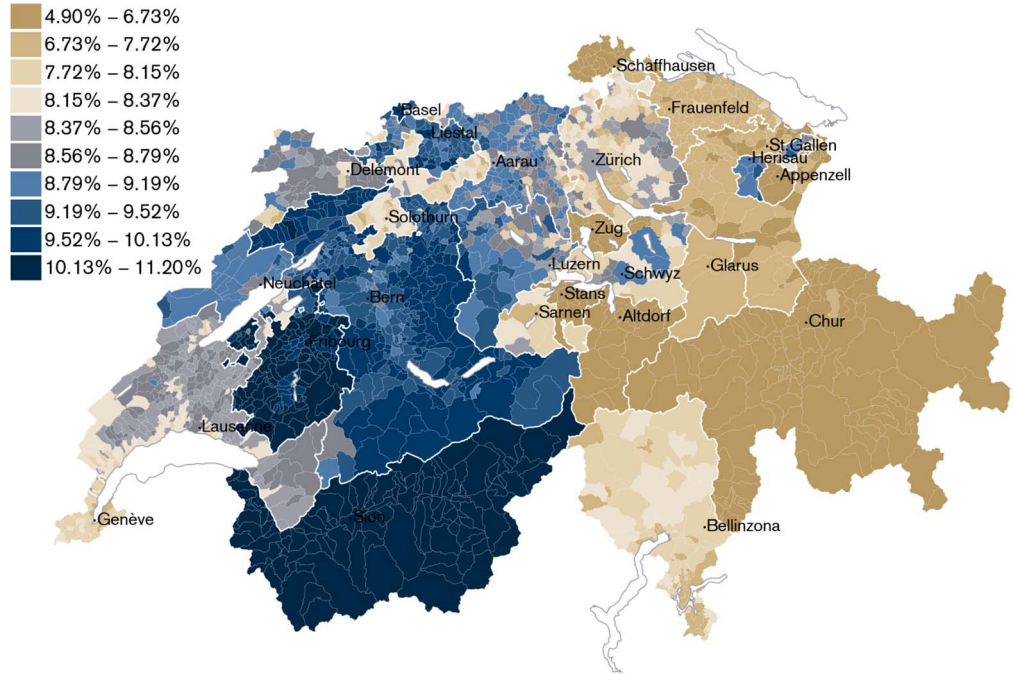 4.90% – 6.73%
6.73% – 7.72%
7.72% – 8.15%
8.15% – 8.37%
8.37% – 8.56%
8.56% – 8.79%
8.79% – 9.19%
9.19% – 9.52%
9.52% – 10.13%
10.13% – 11.20%
Schaffhausen
Basel
Frauenfeld
Liestal
St.Gallen
Herisau
Aarau
Zürich
Delémont
Appenzell
Solothurn
Zug
Luzern
Glarus
Schwyz
Neuchâtel
Bern
Stans
Sarnen
Altdorf
Chur
Fribourg
Lausanne
Sion
Genève
Bellinzona